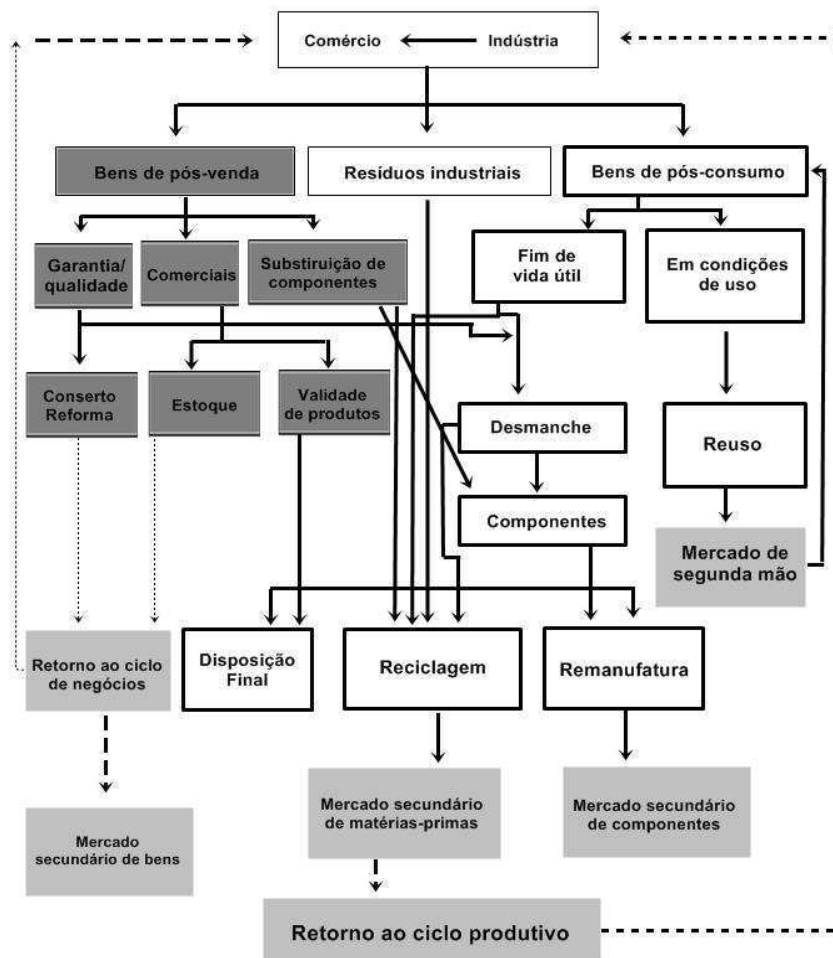 Comércio
Indústria
Bens de pós-venda
Resíduos industriais
Bens de pós-consumo
Garantia/
qualidade
Comerciais
Substiruição de
componentes
Fim de
vida útil
Em condições
de uso
Conserto
Reforma
Estoque
Validade
de produtos
Desmanche
Reuso
Componentes
Mercado de
segunda mão
Retorno ao ciclo
de negócios
Disposição
Final
Reciclagem
Remanufatura
Mercado
secundário de bens
Mercado secundário
de matérias-primas
Mercado secundário
de componentes
Retorno ao ciclo produtivo